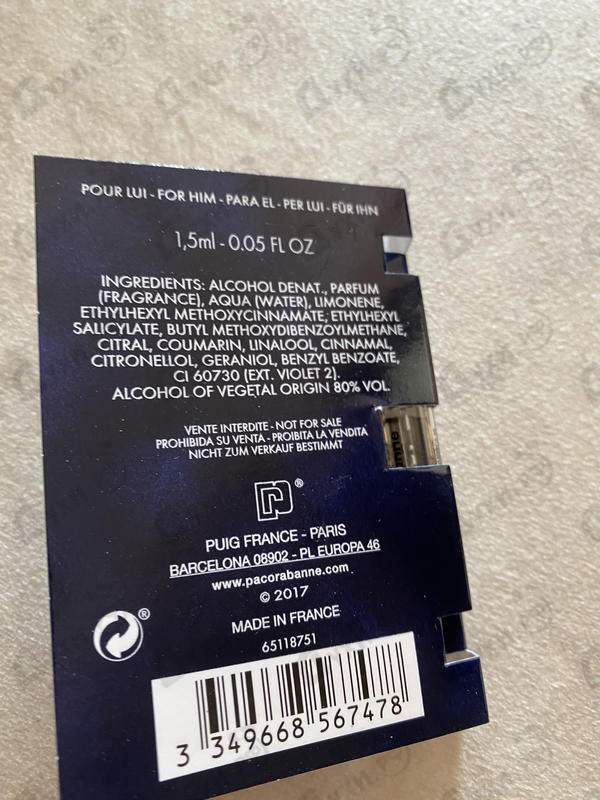 POUR LUI - FOR HIM - PARA EL - PER LUI - FÜR IHN
1,5ml - 0.05 FL OZ
INGREDIENTS: ALCOHOL DENAT., PARFUM
(FRAGRANCE), AQUA (WATER), LIMONENE,
ETHYLHEXYL METHOXYCINNAMATE, ETHYLHEXYL
SALICYLATE, BUTYL METHOXYDIBENZOYLMETHANE,
CITRAL, COUMARIN, LINALOOL, CINNAMAL,
CITRONELLOL, GERANIOL, BENZYL BENZOATE,
CI 60730 (EXT. VIOLET 2).
ALCOHOL OF VEGETAL ORIGIN 80% VOL.
VENTE INTERDITE - NOT FOR SALE
PROHIBIDA SU VENTA - PROIBITA LA VENDITA
NICHT ZUM VERKAUF BESTIMMT
®
PUIG FRANCE - PARIS
BARCELONA 08902 - PL EUROPA 46
www.pacorabanne.com
© 2017
MADE IN FRANCE
®
65118751
3 349668 567478